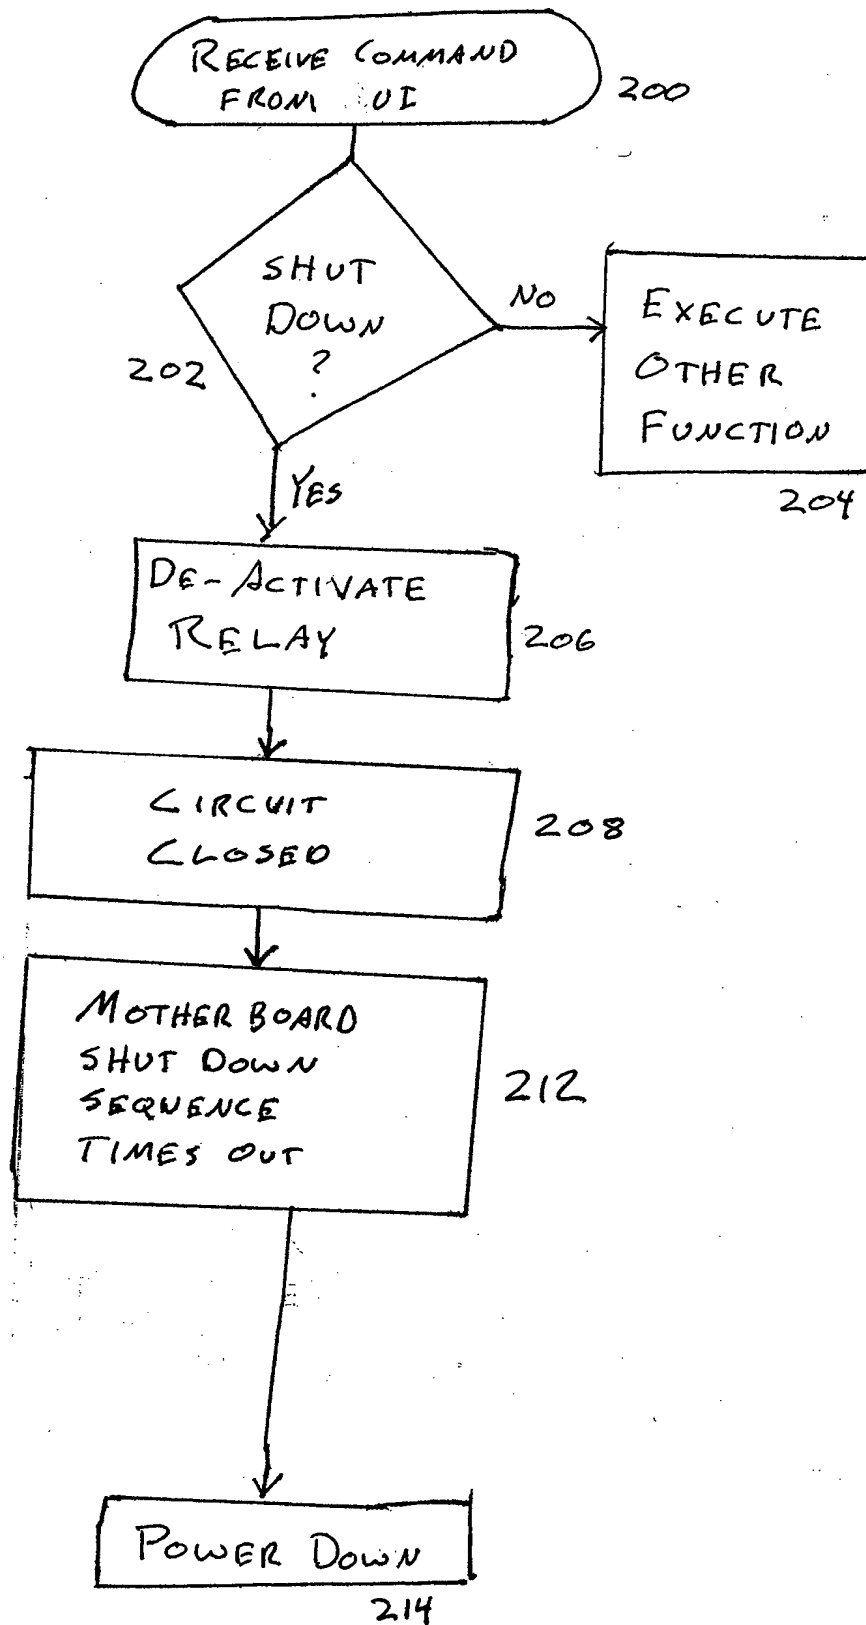 RECEIVE COMMAND
FROM UI
200
SHUT
DOWN
?
202
NO
EXECUTE
OTHER
FUNCTION
204
YES
DE-ACTIVATE
RELAY
206
CIRCUIT
CLOSED
208
MOTHER BOARD
SHUT DOWN
SEQUENCE
TIMES OUT
212
POWER DOWN
214